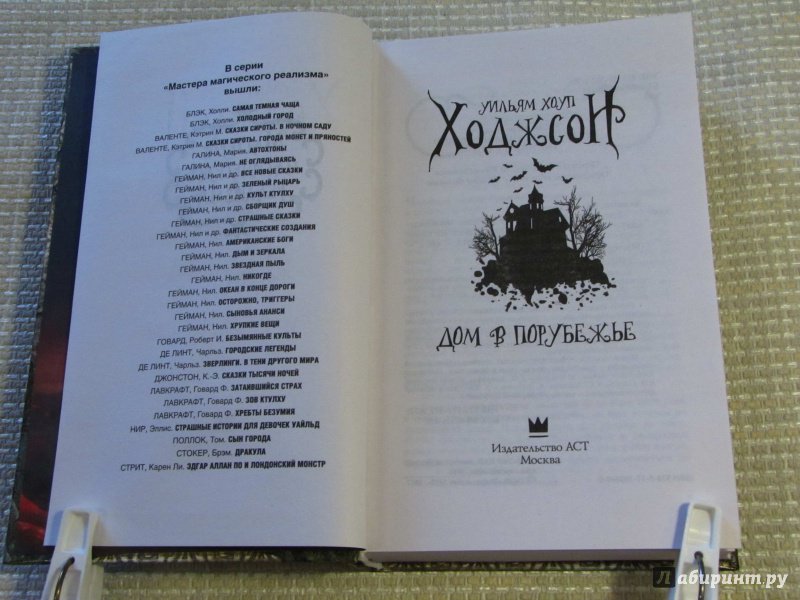 В серии
«Мастера магического реализма»
вышли:
БЛЭК, Холли. САМАЯ ТЕМНАЯ ЧАЩА
БЛЭК, Холли. ХОЛОДНЫЙ ГОРОД
ВАЛЕНТЕ, Кэтрин М. СКАЗКИ СИРОТЫ. В НОЧНОМ САДУ
ВАЛЕНТЕ, Кэтрин М. СКАЗКИ СИРОТЫ. ГОРОДА МОНЕТ И ПРЯНОСТЕЙ
ГАЛИНА, Мария. АВТОХТОНЫ
ГАЛИНА, Мария. НЕ ОГЛЯДЫВАЯСЬ
ГЕЙМАН, Нил и др. ВСЕ НОВЫЕ СКАЗКИ
ГЕЙМАН, Нил и др. ЗЕЛЕНЫЙ РЫЦАРЬ
ГЕЙМАН, Нил и др. КУЛЬТ КТУЛХУ
ГЕЙМАН, Нил и др. СБОРЩИК ДУШ
ГЕЙМАН, Нил и др. СТРАШНЫЕ СКАЗКИ
ГЕЙМАН, Нил и др. ФАНТАСТИЧЕСКИЕ СОЗДАНИЯ
ГЕЙМАН, Нил. АМЕРИКАНСКИЕ БОГИ
ГЕЙМАН, Нил. ДЫМ И ЗЕРКАЛА
ГЕЙМАН, Нил. ЗВЕЗДНАЯ ПЫЛЬ
ГЕЙМАН, Нил. НИКОГДЕ
ГЕЙМАН, Нил. ОКЕАН В КОНЦЕ ДОРОГИ
ГЕЙМАН, Нил. ОСТОРОЖНО, ТРИГГЕРЫ
ГЕЙМАН, Нил. СЫНОВЬЯ АНАНСИ
ГЕЙМАН, Нил. ХРУПКИЕ ВЕЩИ
ГОВАРД, Роберт И. БЕЗЫМЯННЫЕ КУЛЬТЫ
ДЕ ЛИНТ, Чарльз. ГОРОДСКИЕ ЛЕГЕНДЫ
ДЕ ЛИНТ, Чарльз. ЗВЕРЛИНГИ. В ТЕНИ ДРУГОГО МИРА
ДЖОНСТОН, К.-Э. СКАЗКИ ТЫСЯЧИ НОЧЕЙ
ЛАВКРАФТ, Говард Ф. ЗАТАИВШИЙСЯ СТРАХ
ЛАВКРАФТ, Говард Ф. ЗОВ КТУЛХУ
ЛАВКРАФТ, Говард Ф. ХРЕБТЫ БЕЗУМИЯ
НИР, Эллис. СТРАШНЫЕ ИСТОРИИ ДЛЯ ДЕВОЧЕК УАЙЛЬД
ПОЛЛОК, Том. СЫН ГОРОДА
СТОКЕР, Брэм. ДРАКУЛА
СТРИТ, Карен Ли. ЭДГАР АЛЛАН ПО И ЛОНДОНСКИЙ МОНСТР
УИЛЬЯМ ХОУП
ХОДЖСОН
ДОМ В ПОРУБЕЖЬЕ
Издательство АСТ
Москва
Лабиринт.ру